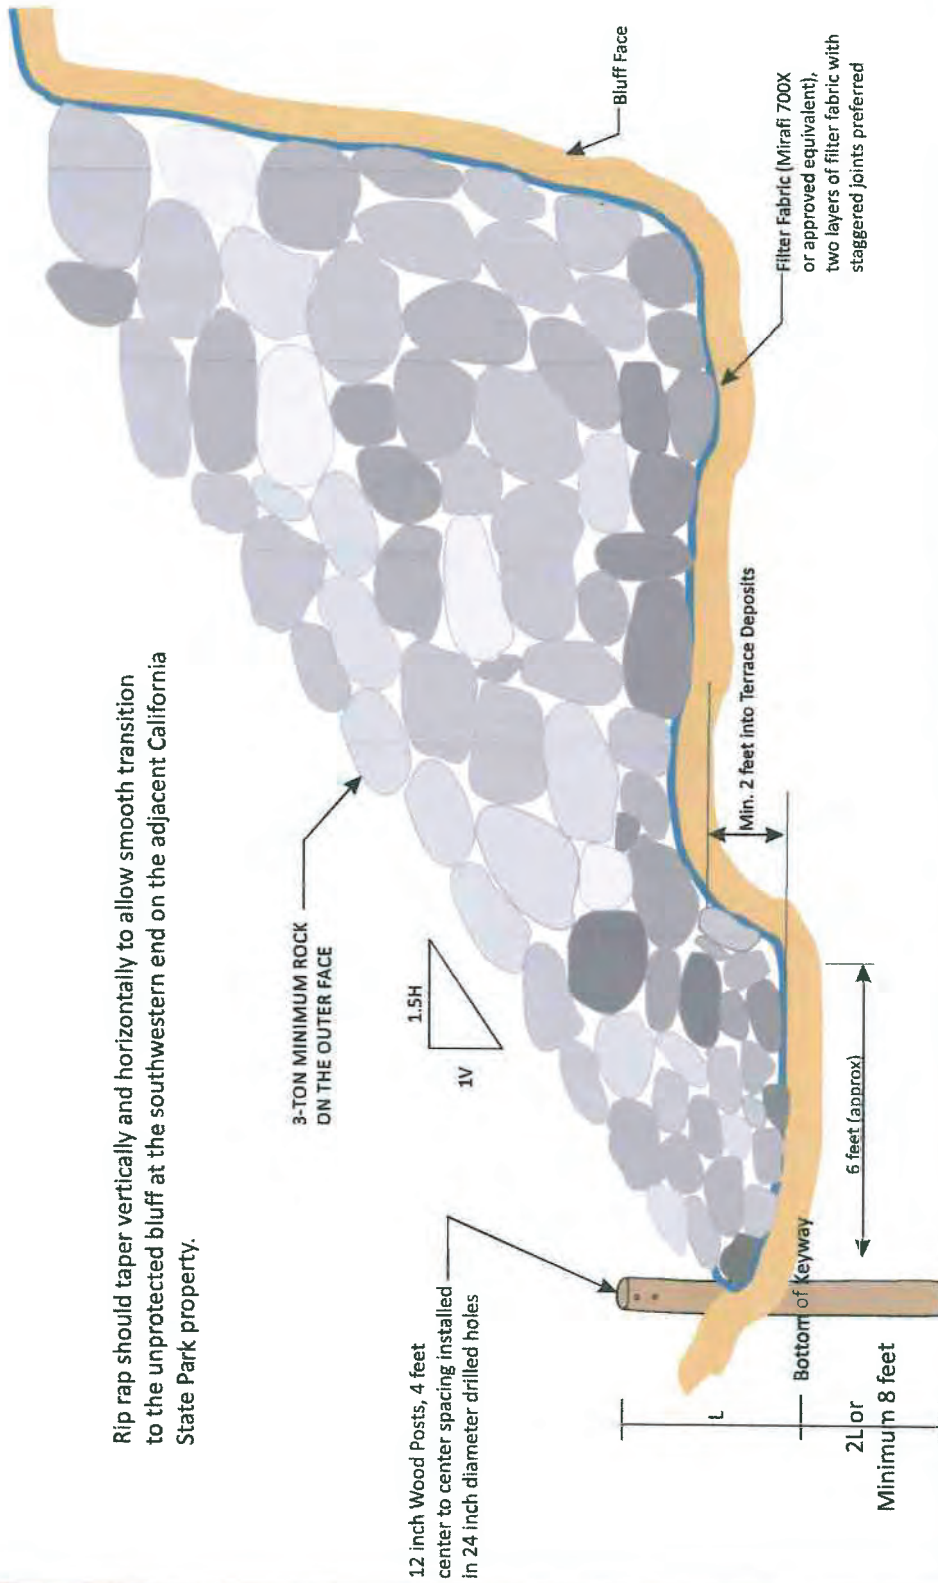 Rip rap should taper vertically and horizontally to allow smooth transition
to the unprotected bluff at the southwestern end on the adjacent California
State Park property.
3-TON MINIMUM ROCK
ON THE OUTER FACE
1.5H
1V
12 inch Wood Posts, 4 feet
center to center spacing installed
in 24 inch diameter drilled holes
Bluff Face
Filter Fabric (Mirafi 700X
or approved equivalent),
two layers of filter fabric with
staggered joints preferred
Min. 2 feet into Terrace Deposits
6 feet (approx)
Bottom of Keyway
L
2L or
Minimum 8 feet